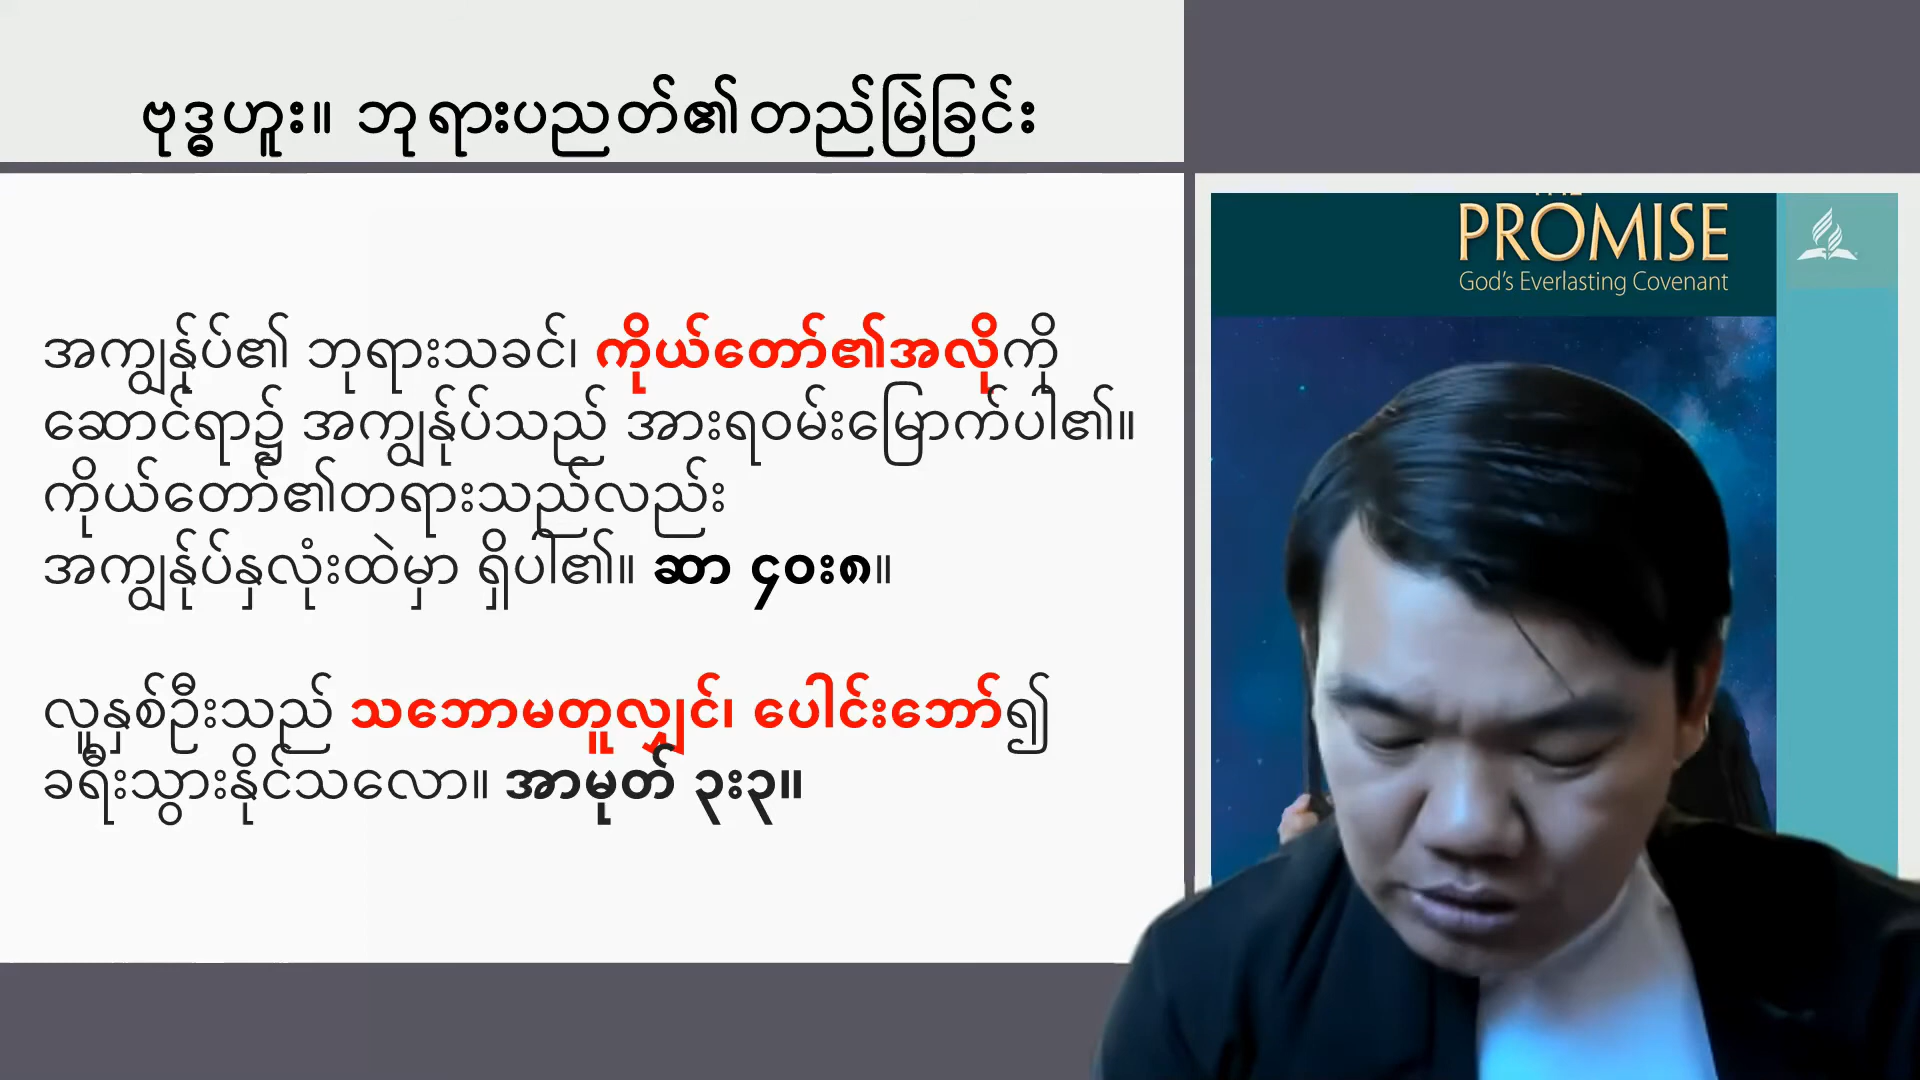 ဗုဒ္ဓဟူး။ ဘုရားပညတ်၏တည်မြဲခြင်း
အကျွန်ုပ်၏ ဘုရားသခင်၊ ကိုယ်တော်၏အလိုကို
ဆောင်ရာ၌ အကျွန်ုပ်သည် အားရဝမ်းမြောက်ပါ၏။
ကိုယ်တော်၏တရားသည်လည်း
အကျွန်ုပ်နှလုံးထဲမှာ ရှိပါ၏။ ဆာ ၄၀း၈။
လူနှစ်ဦးသည် သဘောမတူလျှင်၊ ပေါင်းဘော်၍
ခရီးသွားနိုင်သလော။ အာမုတ် ၃း၃။
PROMISE
God's Everlasting Covenant